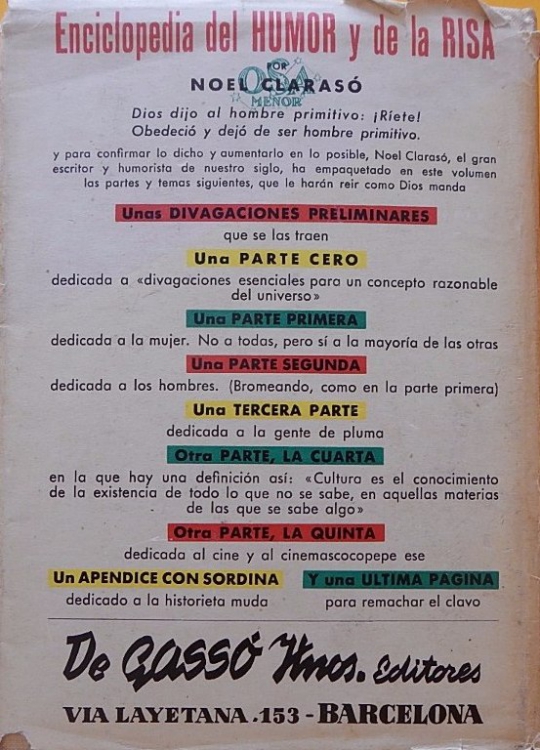 Enciclopedia del HUMOR y de la RISA
POR
OSA
NOEL CLARASÓ
MENOR
Dios dijo al hombre primitivo: ¡Ríete!
Obedeció y dejó de ser hombre primitivo.
y para confirmar lo dicho y aumentarlo en lo posible, Noel Clarasó, el gran
escritor y humorista de nuestro siglo, ha empaquetado en este volumen
las partes y temas siguientes, que le harán reir como Dios manda
Unas DIVAGACIONES PRELIMINARES
que se las traen
Una PARTE CERO
dedicada a «divagaciones esenciales para un concepto razonable
del universo»
Una PARTE PRIMERA
dedicada a la mujer. No a todas, pero sí a la mayoría de las otras
Una PARTE SEGUNDA
dedicada a los hombres. (Bromeando, como en la parte primera)
Una TERCERA PARTE
dedicada a la gente de pluma
Otra PARTE, LA CUARTA
en la que hay una definición así: «Cultura es el conocimiento
de la existencia de todo lo que no se sabe, en aquellas materias
de las que se sabe algo»
Otra PARTE, LA QUINTA
dedicada al cine y al cinemascocopepe ese
Un APENDICE CON SORDINA
dedicado a la historieta muda
Y una ULTIMA PAGINA
para remachar el clavo
De GASSÓ Hnos. Editores
VIA LAYETANA.153-BARCELONA